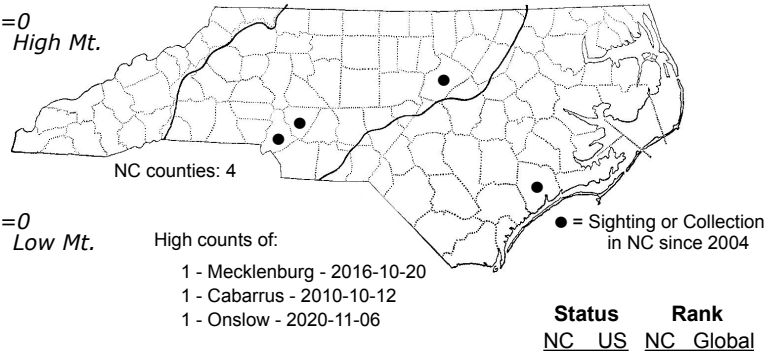 =0
High Mt.
NC counties: 4
=0
Low Mt.
High counts of:
1 - Mecklenburg - 2016-10-20
1 - Cabarrus - 2010-10-12
1 - Onslow - 2020-11-06
● = Sighting or Collection
in NC since 2004
Status Rank
NC US NC Global